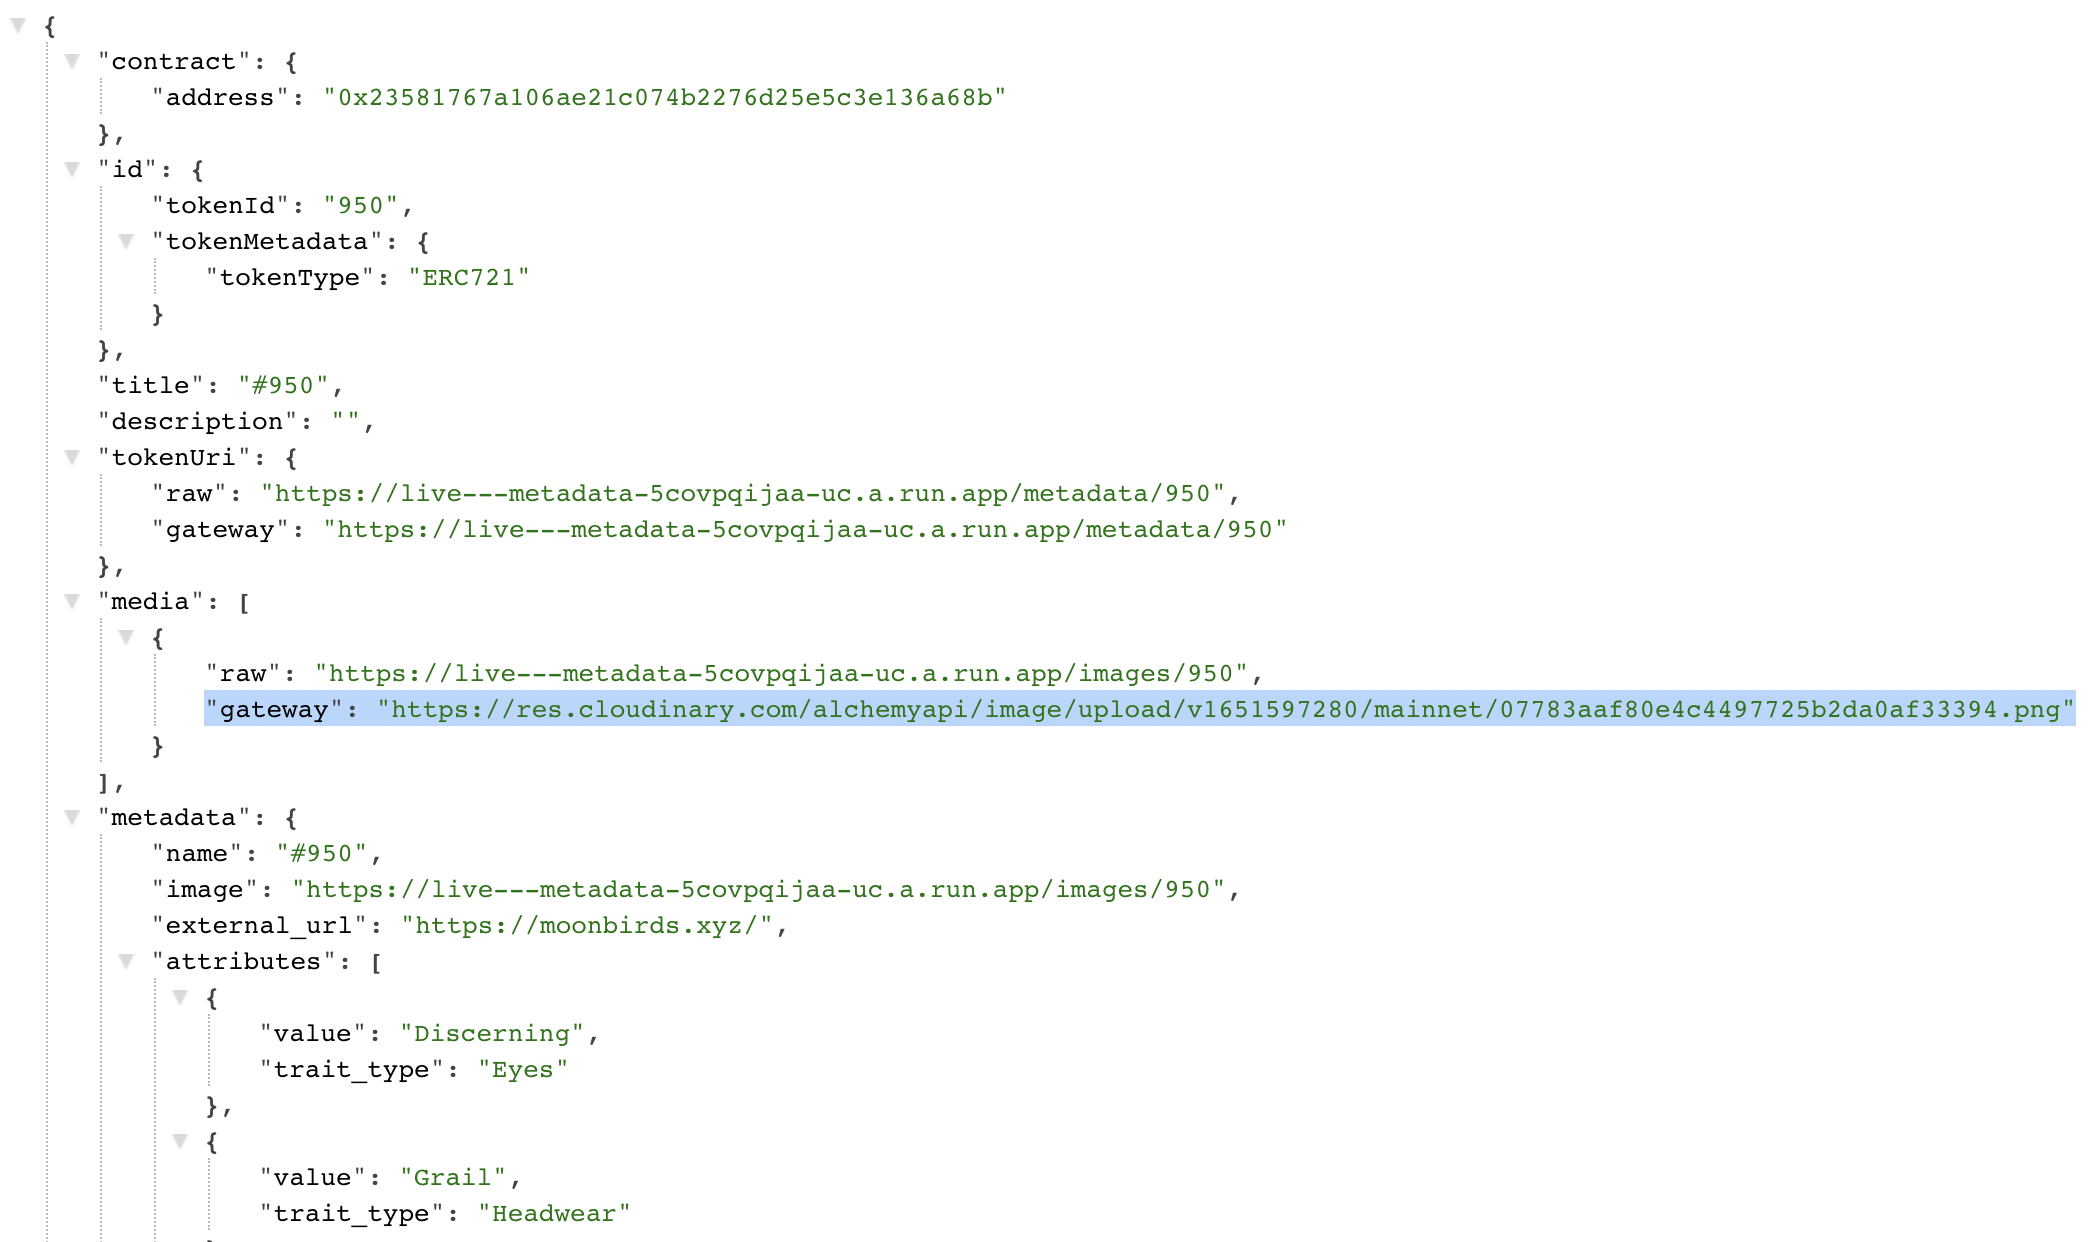 {
"contract": {
"address": "0x23581767a106ae21c074b2276d25e5c3e136a68b"
},
"id": {
"tokenId": "950",
"tokenMetadata": {
"tokenType": "ERC721"
}
},
"title": "#950",
"description": "",
"tokenUri": {
"raw": "https://live---metadata-5covpqijaa-uc.a.run.app/metadata/950",
"gateway": "https://live---metadata-5covpqijaa-uc.a.run.app/metadata/950"
},
"media": [
{
"raw": "https://live---metadata-5covpqijaa-uc.a.run.app/images/950",
"gateway": "https://res.cloudinary.com/alchemyapi/image/upload/v1651597280/mainnet/07783aaf80e4c4497725b2da0af33394.png"
}
],
"metadata": {
"name": "#950",
"image": "https://live---metadata-5covpqijaa-uc.a.run.app/images/950",
"external_url": "https://moonbirds.xyz/",
"attributes": [
{
"value": "Discerning",
"trait_type": "Eyes"
},
{
"value": "Grail",
"trait_type": "Headwear"